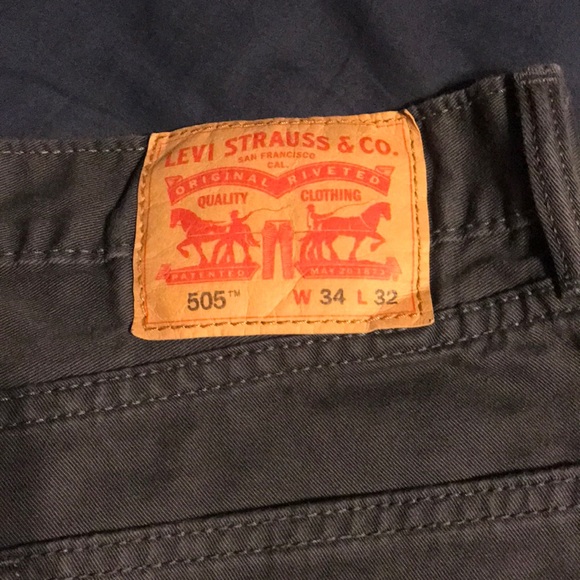 LEVI STRAUSS & CO.
SAN FRANCISCO
CAL.
ORIGINAL RIVETED
QUALITY CLOTHING
PATENTED MAY 20 1873
505™ W 34 L 32